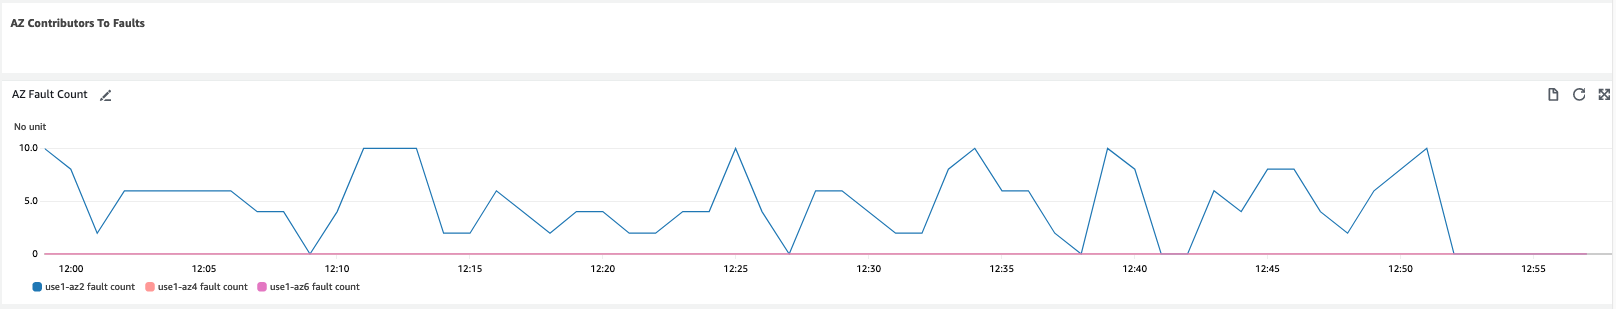 AZ Contributors To Faults
AZ Fault Count
No unit
10.0
5.0
0
12:00 12:05 12:10 12:15 12:20 12:25 12:30 12:35 12:40 12:45 12:50 12:55
use1-az2 fault count use1-az4 fault count use1-az6 fault count